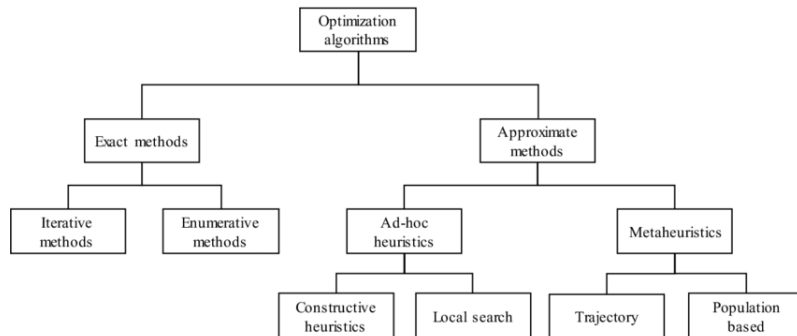 Optimization
algorithms
Exact methods
Approximate
methods
Iterative
methods
Enumerative
methods
Ad-hoc
heuristics
Metaheuristics
Constructive
heuristics
Local search
Trajectory
Population
based